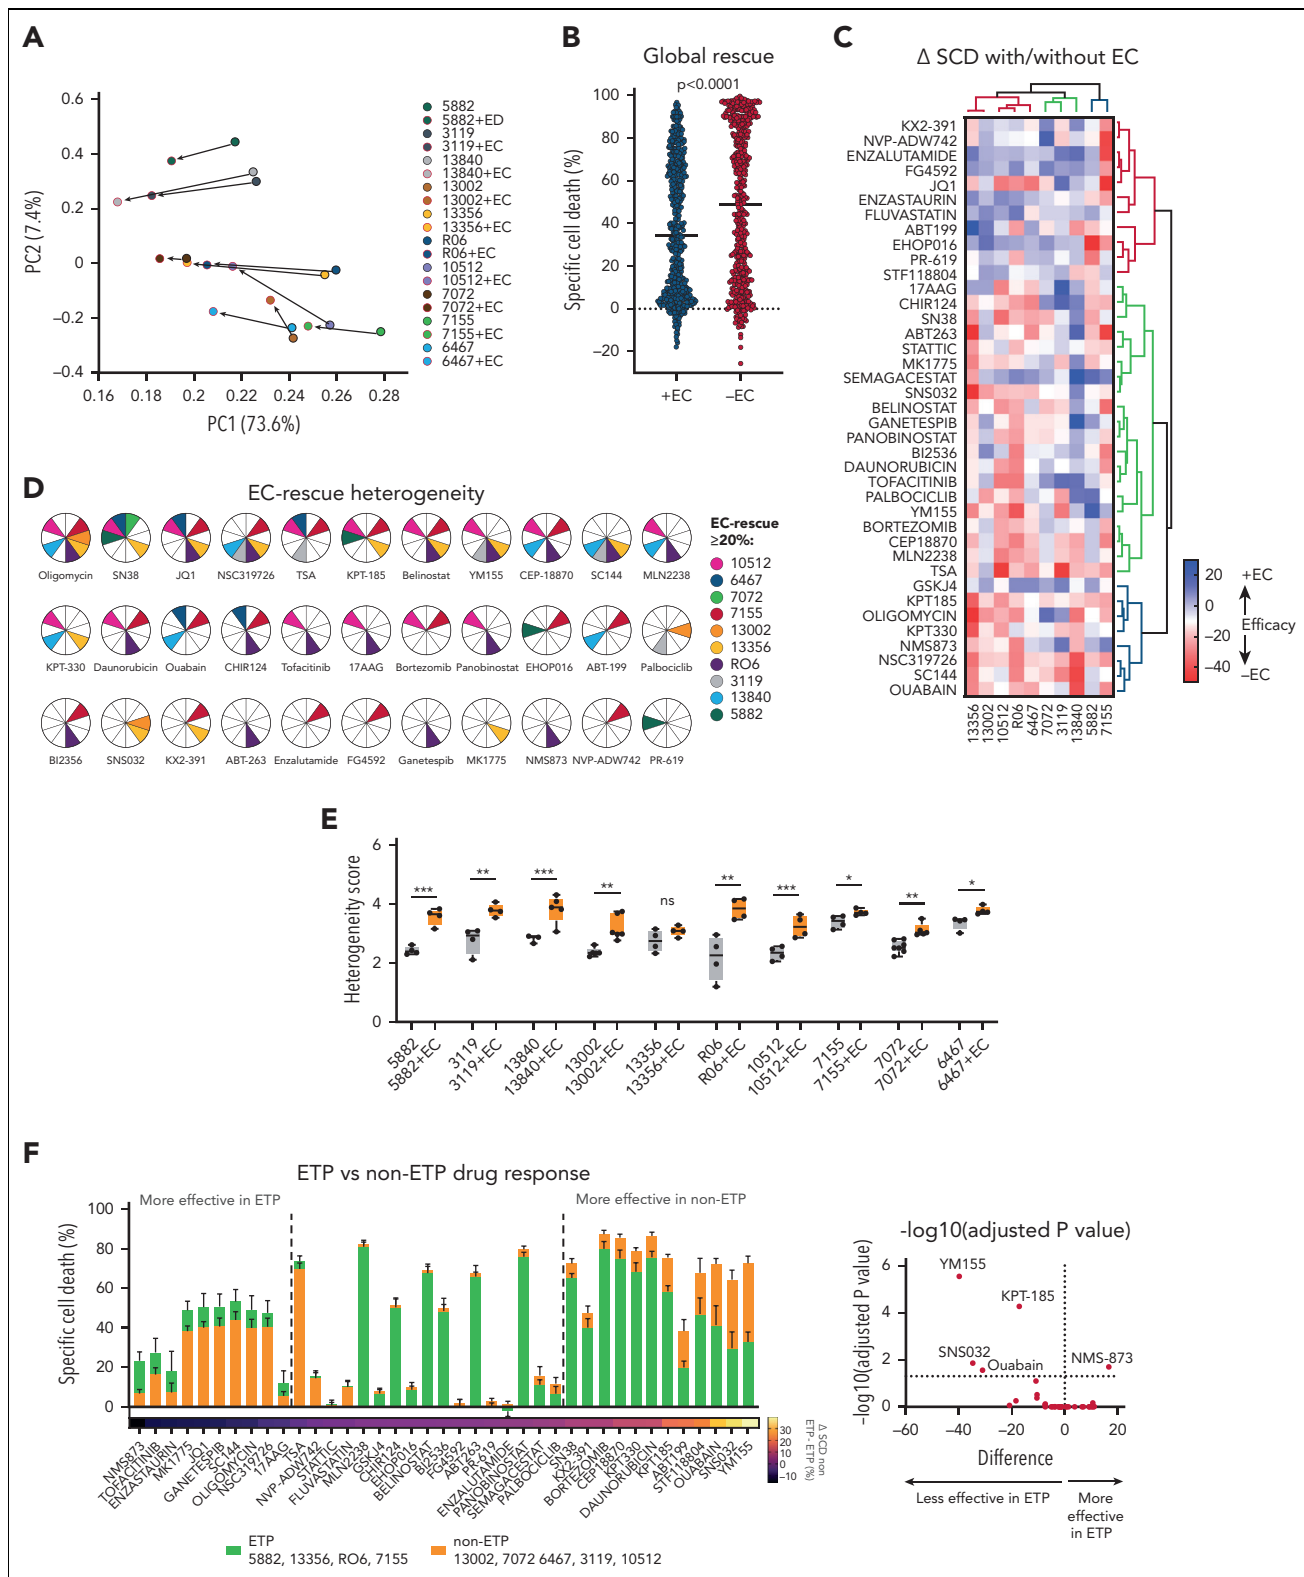 A
0.6
0.4
0.2
0
–0.2
–0.4
0.16
0.18
0.2
0.22
0.24
0.26
0.28
PC2 (7.4%)
PC1 (73.6%)
5882
5882+ED
3119
3119+EC
13840
13840+EC
13002
13002+EC
13356
13356+EC
R06
R06+EC
10512
10512+EC
7072
7072+EC
7155
7155+EC
6467
6467+EC
B
Global rescue
p<0.0001
100
80
60
40
20
0
–20
Specific cell death (%)
+EC
–EC
C
Δ SCD with/without EC
KX2-391
NVP-ADW742
ENZALUTAMIDE
FG4592
JQ1
ENZASTAURIN
FLUVASTATIN
ABT199
EHOP016
PR-619
STF118804
17AAG
CHIR124
SN38
ABT263
STATTIC
MK1775
SEMAGACESTAT
SNS032
BELINOSTAT
GANETESPIB
PANOBINOSTAT
BI2536
DAUNORUBICIN
TOFACITINIB
PALBOCICLIB
YM155
BORTEZOMIB
CEP18870
MLN2238
TSA
GSKJ4
KPT185
OLIGOMYCIN
KPT330
NMS873
NSC319726
SC144
OUABAIN
13356
13002
10512
R06
6467
7072
3119
13840
5882
7155
20
0
–20
–40
+EC
Efficacy
–EC
D
EC-rescue heterogeneity
Oligomycin
SN38
JQ1
NSC319726
TSA
KPT-185
Belinostat
YM155
CEP-18870
SC144
MLN2238
KPT-330
Daunorubicin
Ouabain
CHIR124
Tofacitinib
17AAG
Bortezomib
Panobinostat
EHOP016
ABT-199
Palbociclib
BI2356
SNS032
KX2-391
ABT-263
Enzalutamide
FG4592
Ganetespib
MK1775
NMS873
NVP-ADW742
PR-619
EC-rescue
≥20%:
10512
6467
7072
7155
13002
13356
RO6
3119
13840
5882
E
6
4
2
0
Heterogeneity score
***
**
***
**
ns
**
***
*
**
*
5882
5882+EC
3119
3119+EC
13840
13840+EC
13002
13002+EC
13356
13356+EC
R06
R06+EC
10512
10512+EC
7155
7155+EC
7072
7072+EC
6467
6467+EC
F
ETP vs non-ETP drug response
More effective in ETP
More effective in non-ETP
100
80
60
40
20
0
Specific cell death (%)
NMS873
TOFACITINIB
ENZASTAURIN
MK1775
JQ1
GANETESPIB
SC144
OLIGOMYCIN
NSC319726
17AAG
TSA
NVP-ADW742
STATTIC
FLUVASTATIN
MLN2238
GSKJ4
CHIR124
EHOP016
BELINOSTAT
BI2536
FG4592
ABT263
PR-619
ENZALUTAMIDE
PANOBINOSTAT
SEMAGACESTAT
PALBOCICLIB
SN38
KX2-391
BORTEZOMIB
CEP18870
KPT330
DAUNORUBICIN
KPT185
ABT199
STF118804
OUABAIN
SNS032
YM155
30
20
10
0
–10
Δ SCD non
ETP- ETP (%)
ETP
5882, 13356, RO6, 7155
non-ETP
13002, 7072 6467, 3119, 10512
-log10(adjusted P value)
6
4
2
0
–log10(adjusted P value)
YM155
KPT-185
SNS032
Ouabain
NMS-873
–60
–40
–20
0
20
Difference
Less effective in ETP
More
effective
in ETP